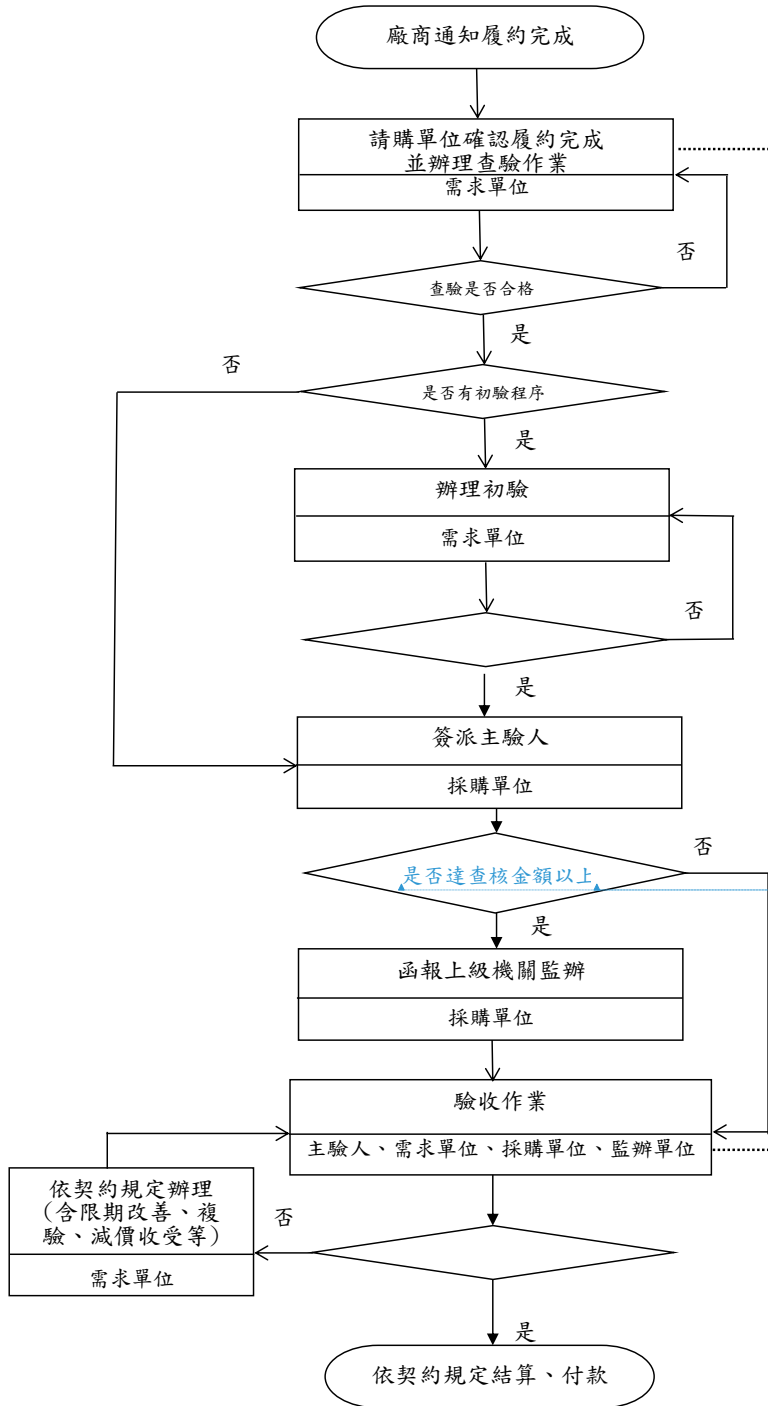 廠商通知履約完成
請購單位確認履約完成
並辦理查驗作業
需求單位
否
查驗是否合格
是
否
是否有初驗程序
是
辦理初驗
需求單位
否
是
簽派主驗人
採購單位
否
是否達查核金額以上
是
函報上級機關監辦
採購單位
驗收作業
主驗人、需求單位、採購單位、監辦單位
依契約規定辦理
(含限期改善、複
驗、減價收受等)
需求單位
否
是
依契約規定結算、付款